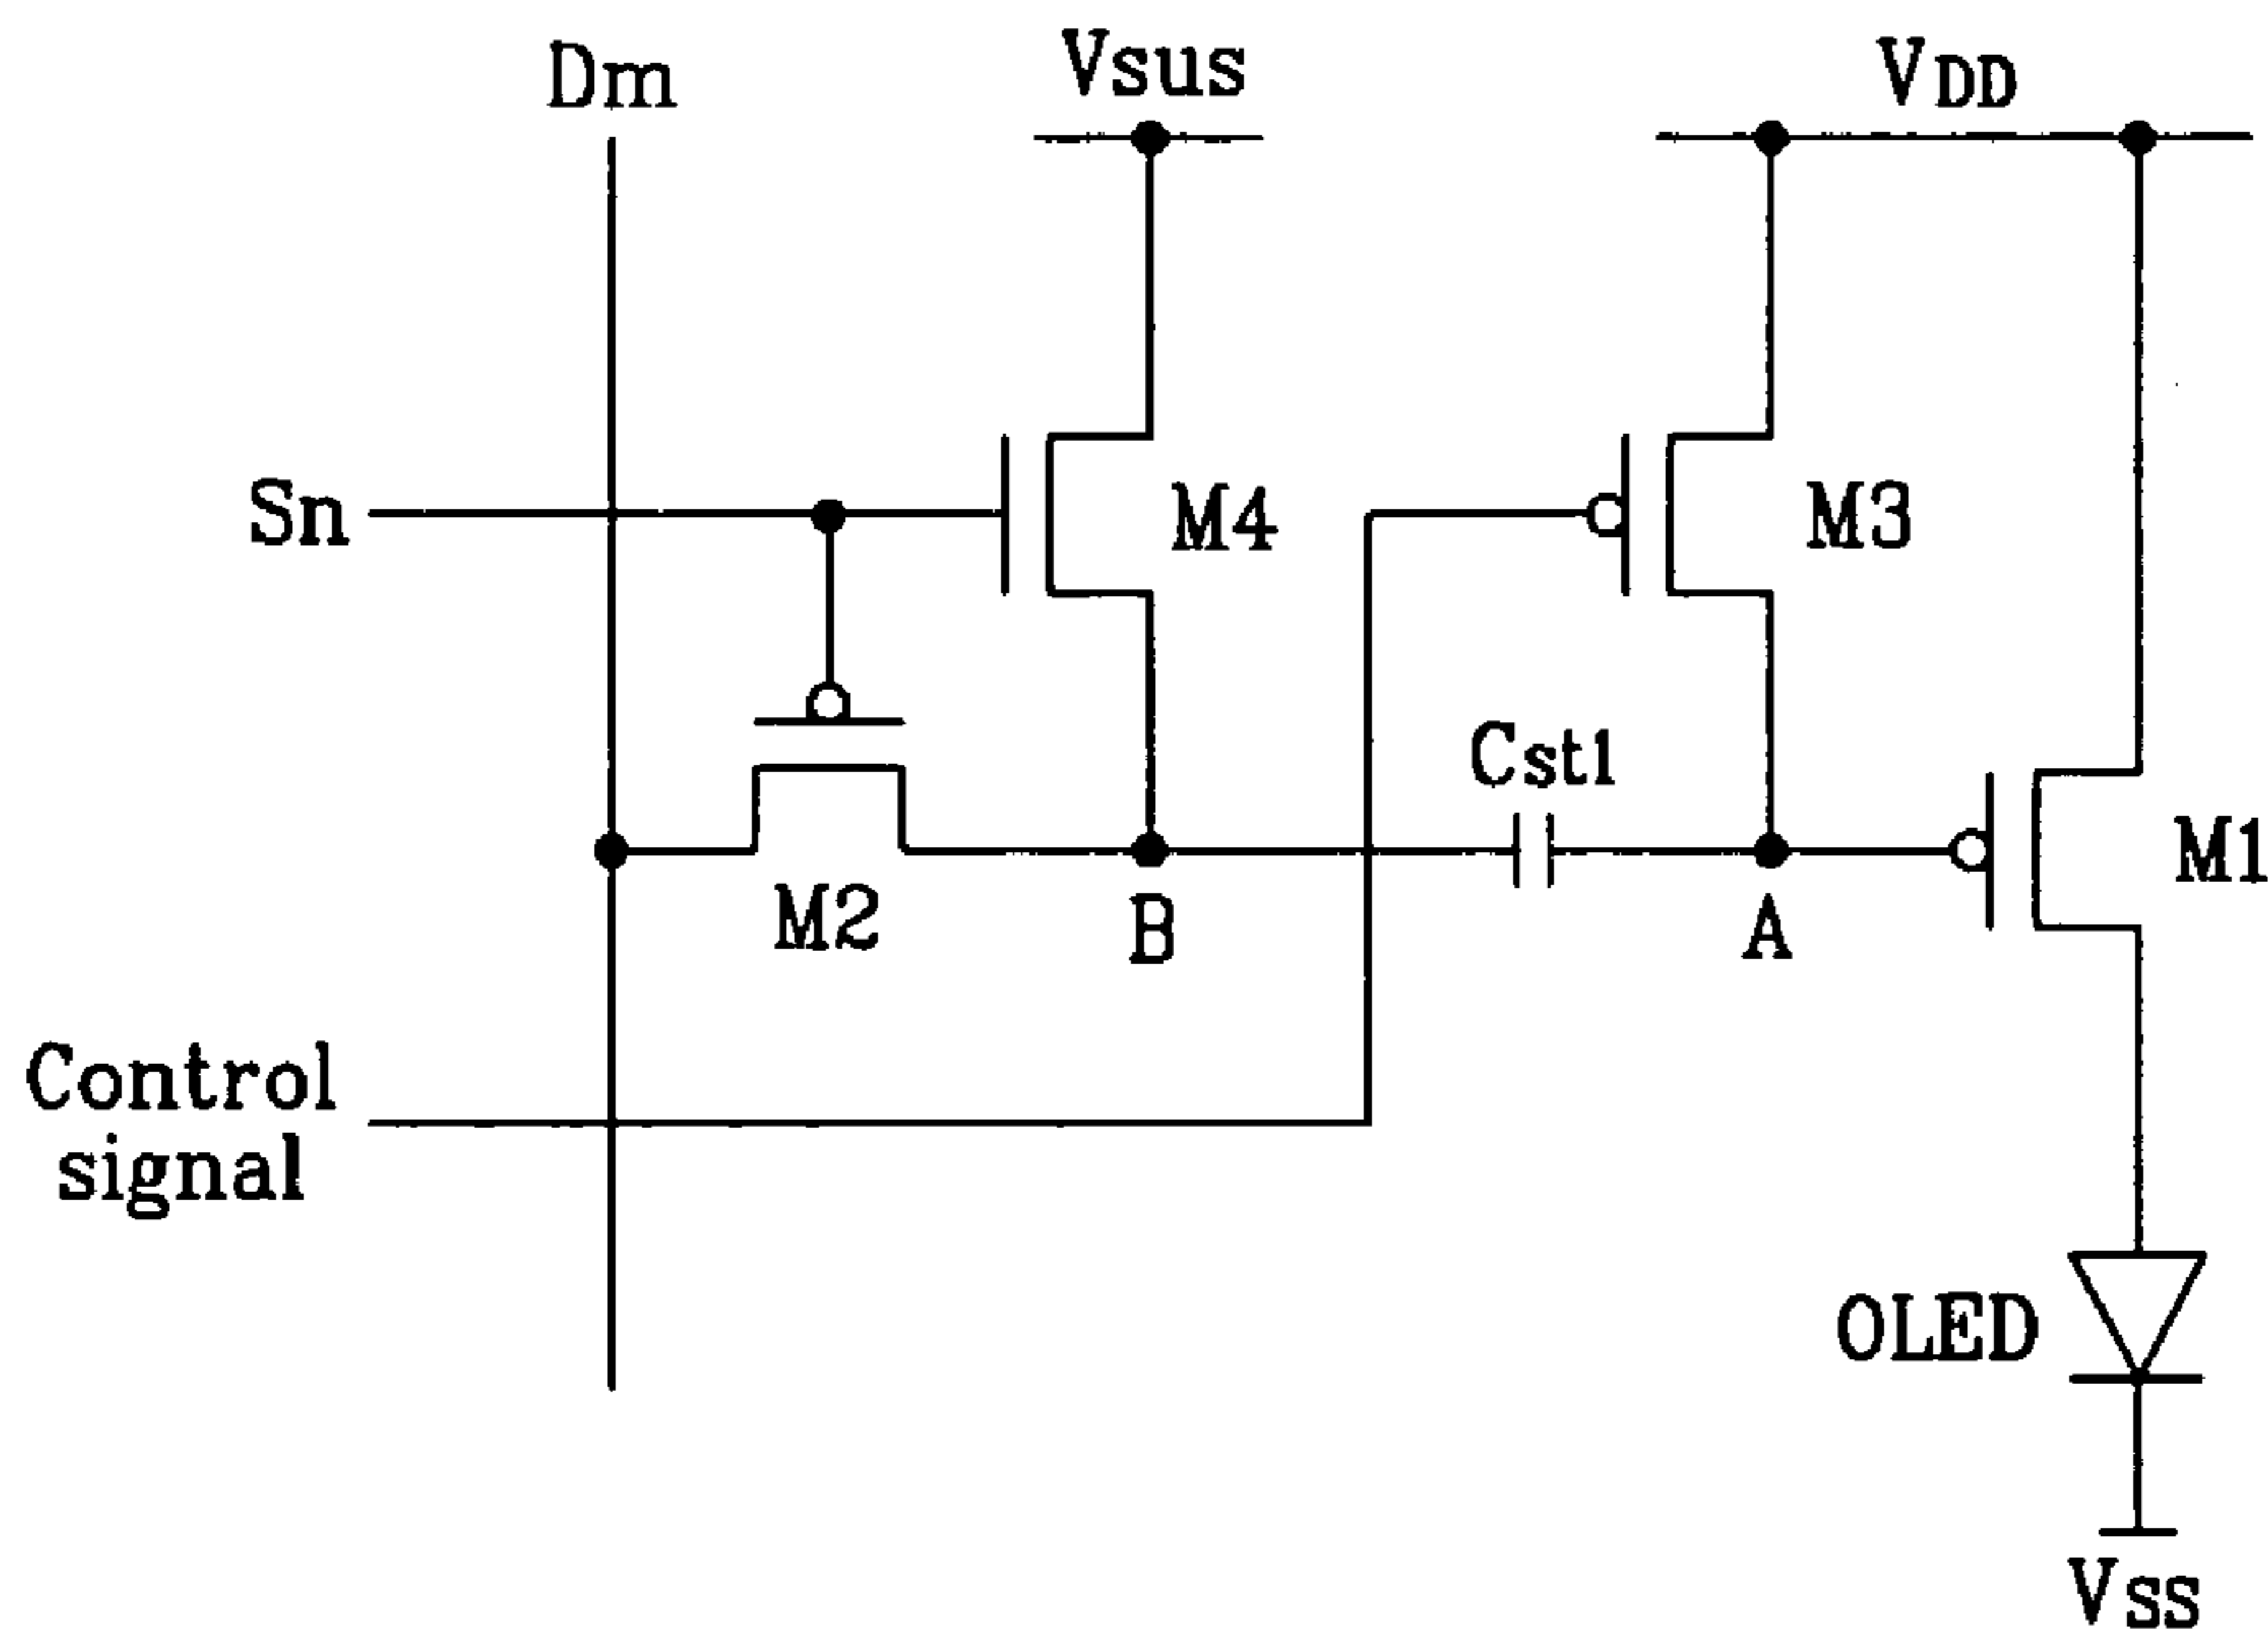 Dm
Vsus
VDD
Sn
M4
M3
Cst1
M1
M2
B
A
Control
signal
OLED
Vss